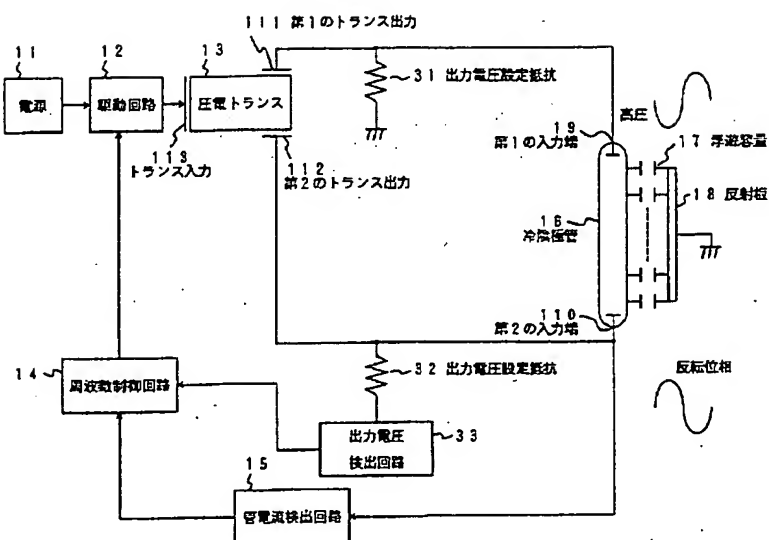 111 第1のトランス出力
11
12
13
電源
駆動回路
圧電トランス
31 出力電圧設定抵抗
高圧
19
第1の入力端
17 浮遊容量
18 反射板
113
トランス入力
112
第2のトランス出力
16
冷陰極管
110
第2の入力端
14
周波数制御回路
32 出力電圧設定抵抗
反転位相
出力電圧
検出回路
33
15
管電流検出回路